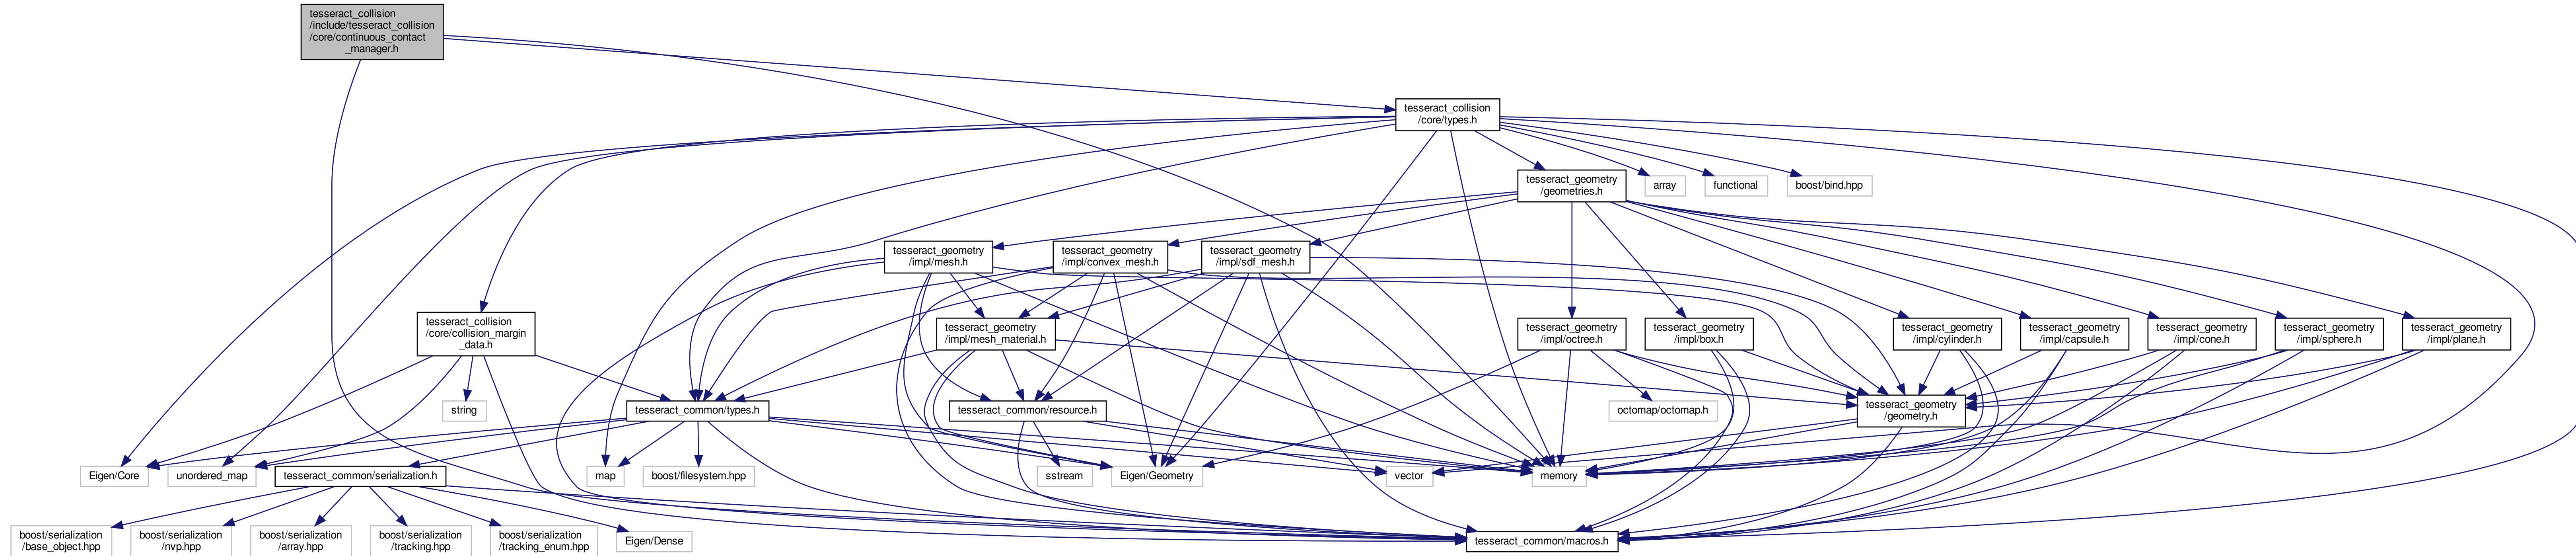 tesseract_collision
/include/tesseract_collision
/core/continuous_contact
_manager.h
tesseract_collision
/core/types.h
tesseract_geometry
/geometries.h
array
functional
boost/bind.hpp
tesseract_geometry
/impl/mesh.h
tesseract_geometry
/impl/convex_mesh.h
tesseract_geometry
/impl/sdf_mesh.h
tesseract_collision
/core/collision_margin
_data.h
tesseract_geometry
/impl/mesh_material.h
tesseract_geometry
/impl/octree.h
tesseract_geometry
/impl/box.h
tesseract_geometry
/impl/cylinder.h
tesseract_geometry
/impl/capsule.h
tesseract_geometry
/impl/cone.h
tesseract_geometry
/impl/sphere.h
tesseract_geometry
/impl/plane.h
string
tesseract_common/types.h
tesseract_common/resource.h
octomap/octomap.h
tesseract_geometry
/geometry.h
Eigen/Core
unordered_map
tesseract_common/serialization.h
map
boost/filesystem.hpp
sstream
Eigen/Geometry
vector
memory
boost/serialization
/base_object.hpp
boost/serialization
/nvp.hpp
boost/serialization
/array.hpp
boost/serialization
/tracking.hpp
boost/serialization
/tracking_enum.hpp
Eigen/Dense
tesseract_common/macros.h